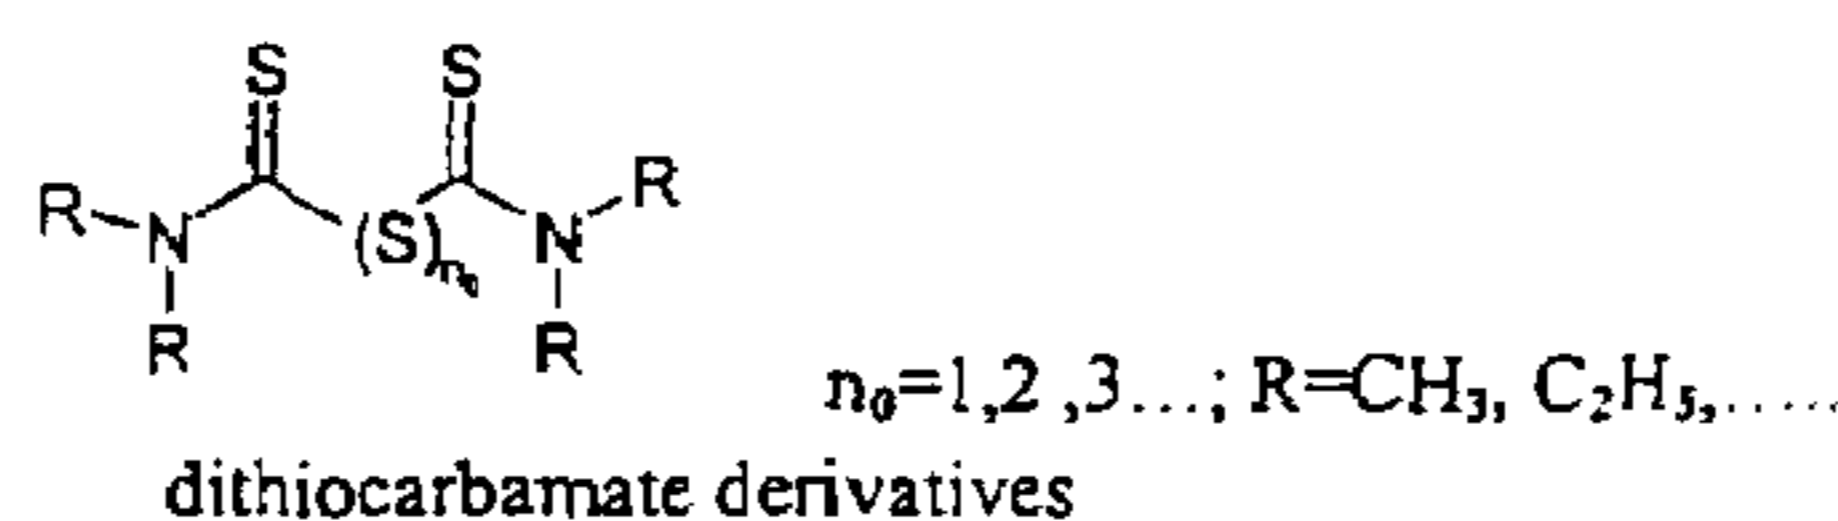 S S
R N (S)n₀ N R
R R
n₀=1,2 ,3...; R=CH₃, C₂H₅,.....
dithiocarbamate derivatives